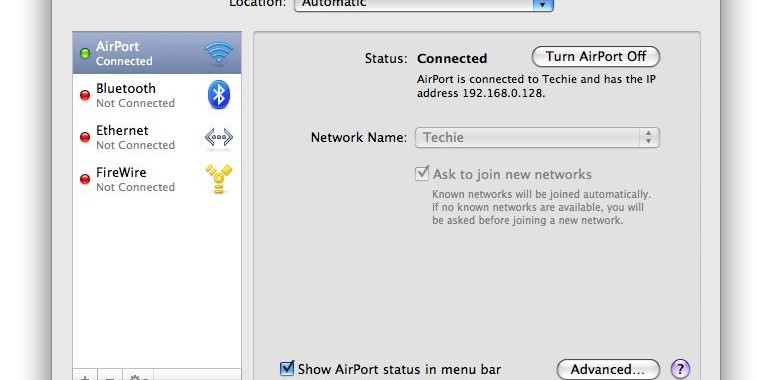 Location: Automatic
AirPort
Connected
Bluetooth
Not Connected
Ethernet
Not Connected
FireWire
Not Connected
Status: Connected
Turn AirPort Off
AirPort is connected to Techie and has the IP
address 192.168.0.128.
Network Name: Techie
Ask to join new networks
Known networks will be joined automatically.
If no known networks are available, you will
be asked before joining a new network.
Show AirPort status in menu bar
Advanced... ?